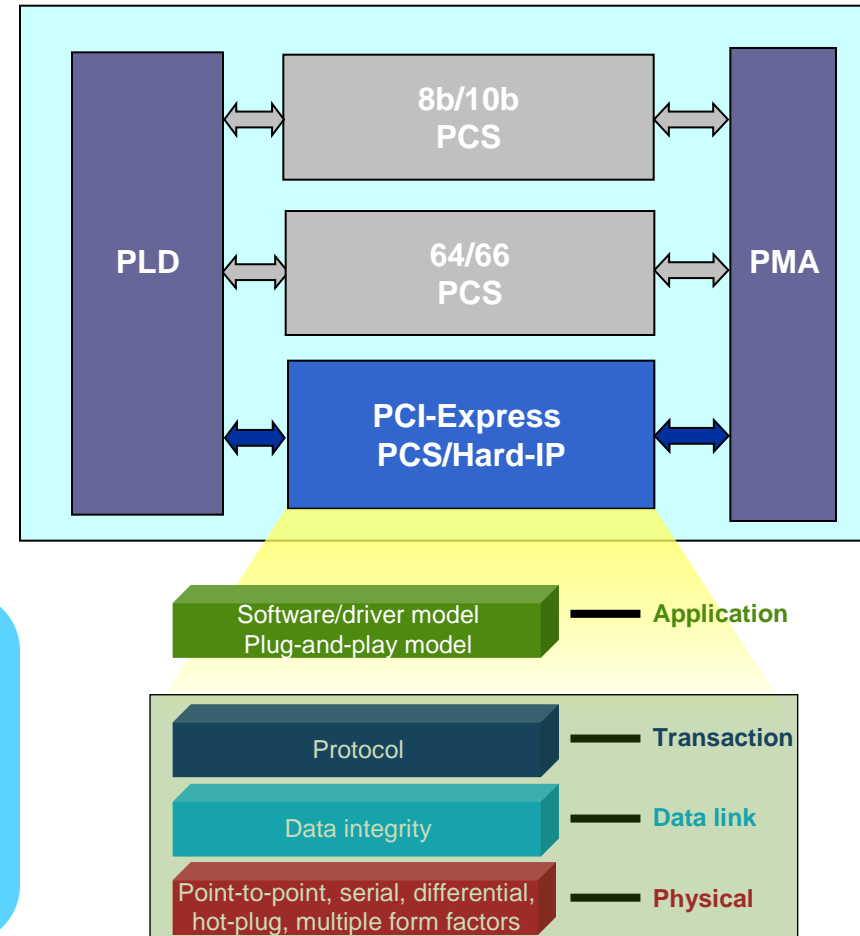 8b/10b
PCS
PLD
64/66
PCS
PMA
PCI-Express
PCS/Hard-IP
Software/driver model
Plug-and-play model
Application
Protocol
Transaction
Data integrity
Data link
Point-to-point, serial, differential,
hot-plug, multiple form factors
Physical